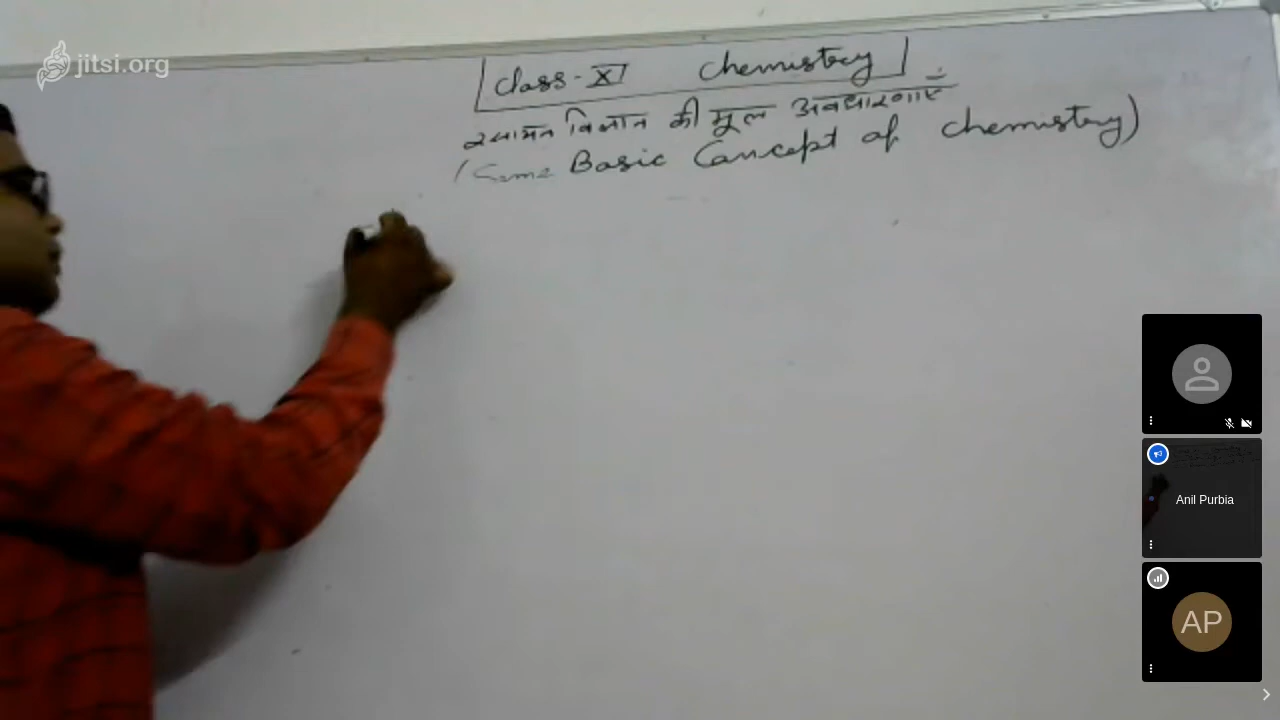 jitsi.org
Class-XI Chemistry
रसायन विज्ञान की मूल अवधारणाएँ
(Some Basic Concept of Chemistry)
Anil Purbia
AP